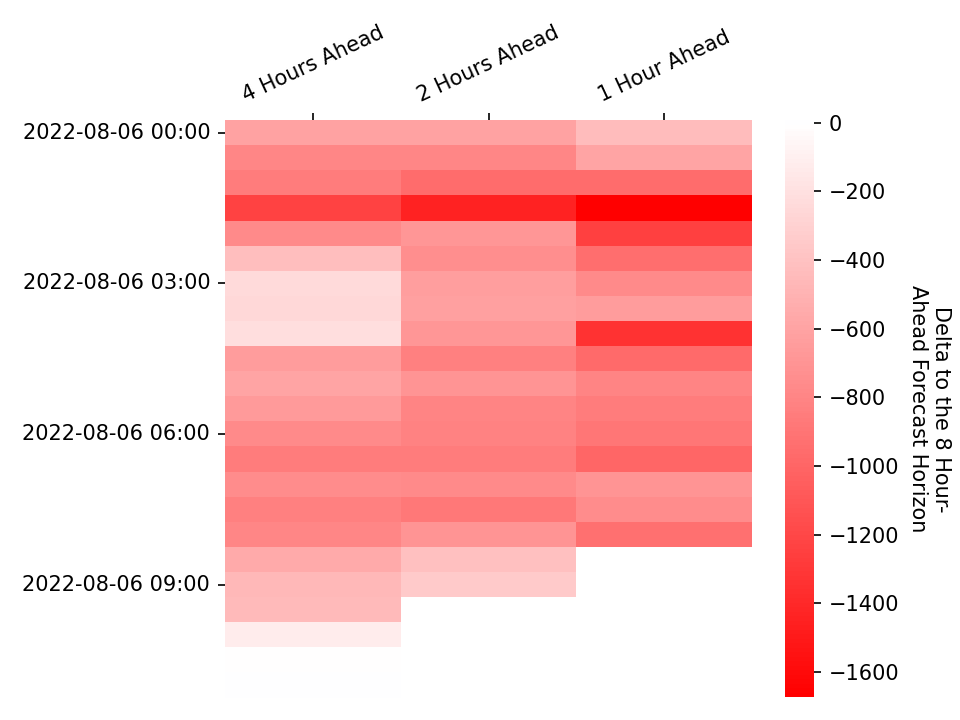 4 Hours Ahead
2 Hours Ahead
1 Hour Ahead
2022-08-06 00:00
2022-08-06 03:00
2022-08-06 06:00
2022-08-06 09:00
0
−200
−400
−600
−800
−1000
−1200
−1400
−1600
Delta to the 8 Hour-
Ahead Forecast Horizon